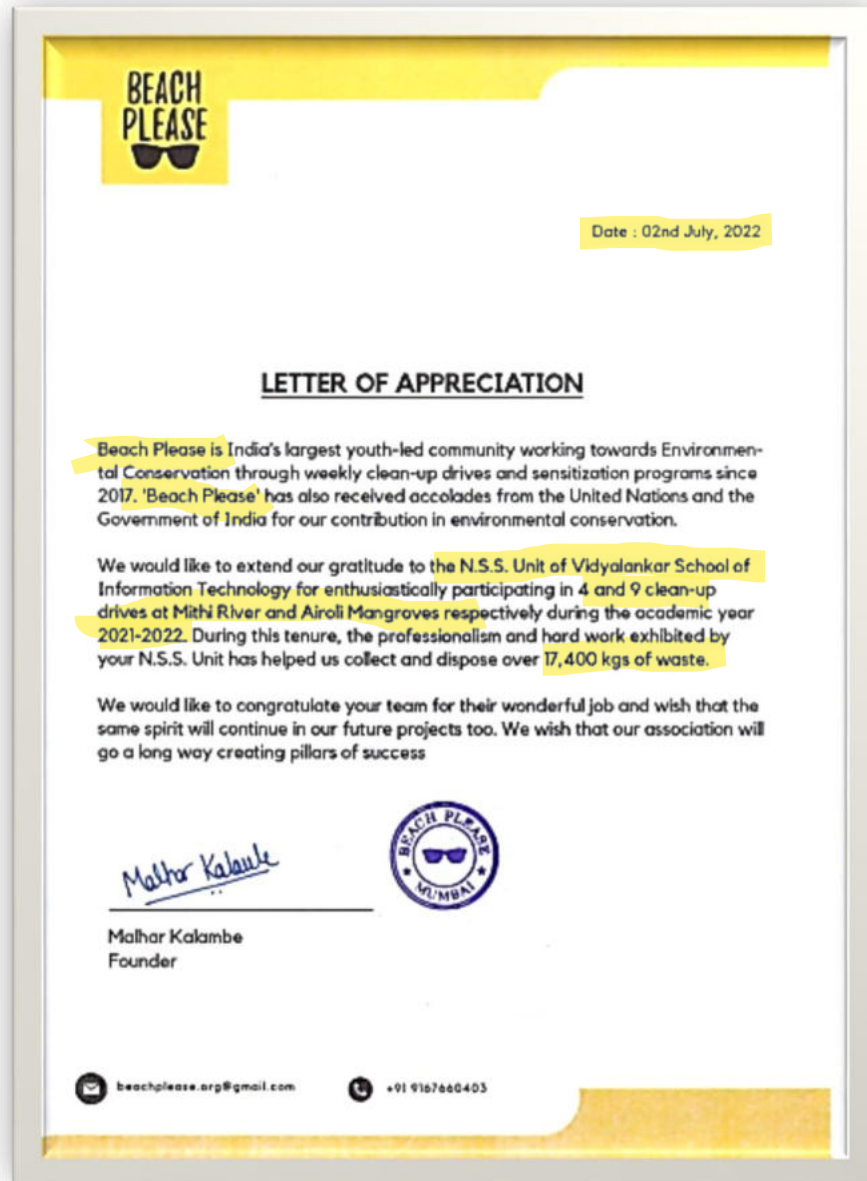 BEACH
PLEASE
Date : 02nd July, 2022
LETTER OF APPRECIATION
Beach Please is India's largest youth-led community working towards Environmen-
tal Conservation through weekly clean-up drives and sensitization programs since
2017. 'Beach Please' has also received accolades from the United Nations and the
Government of India for our contribution in environmental conservation.
We would like to extend our gratitude to the N.S.S. Unit of Vidyalankar School of
Information Technology for enthusiastically participating in 4 and 9 clean-up
drives at Mithi River and Airoli Mangroves respectively during the academic year
2021-2022. During this tenure, the professionalism and hard work exhibited by
your N.S.S. Unit has helped us collect and dispose over 17,400 kgs of waste.
We would like to congratulate your team for their wonderful job and wish that the
same spirit will continue in our future projects too. We wish that our association will
go a long way creating pillars of success
Malhar Kalambe
BEACH PLEASE
MUMBAI
Malhar Kalambe
Founder
beachplease.org@gmail.com
+91 9167660403